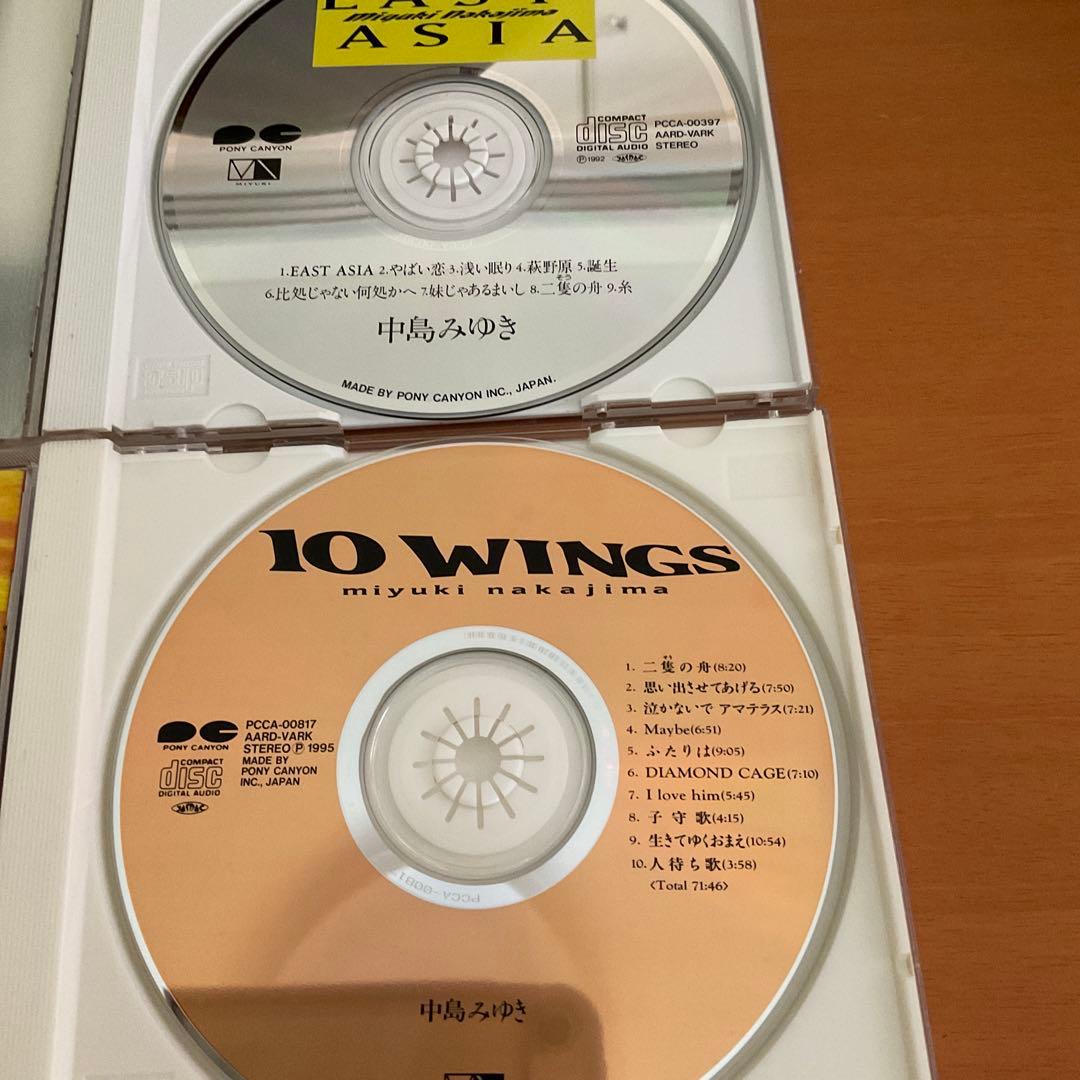 EAST
Miyuki Nakajima
ASIA
PONY CANYON
MIYUKI
COMPACT
disc
DIGITAL AUDIO
Ⓟ1992 JASRAC
PCCA-00397
AARD-VARK
STEREO
1.EAST ASIA 2.やばい恋 3.浅い眠り 4.萩野原 5.誕生
そう
6.比処じゃない何処かへ 7.妹じゃあるまいし 8.二隻の舟 9.糸
中島みゆき
MADE BY PONY CANYON INC., JAPAN.
disc
10 WINGS
miyuki nakajima
PONY CANYON
COMPACT
disc
DIGITAL AUDIO
JASRAC
PCCA-00817
AARD-VARK
STEREO Ⓟ 1995
MADE BY
PONY CANYON
INC., JAPAN
そう
1. 二隻の舟(8:20)
2. 思い出させてあげる(7:50)
3. 泣かないで アマテラス(7:21)
4. Maybe(6:51)
5. ふたりは(9:05)
6. DIAMOND CAGE(7:10)
7. I love him(5:45)
8. 子守歌(4:15)
9. 生きてゆくおまえ(10:54)
10. 人待ち歌(3:58)
〈Total 71:46〉
中島みゆき